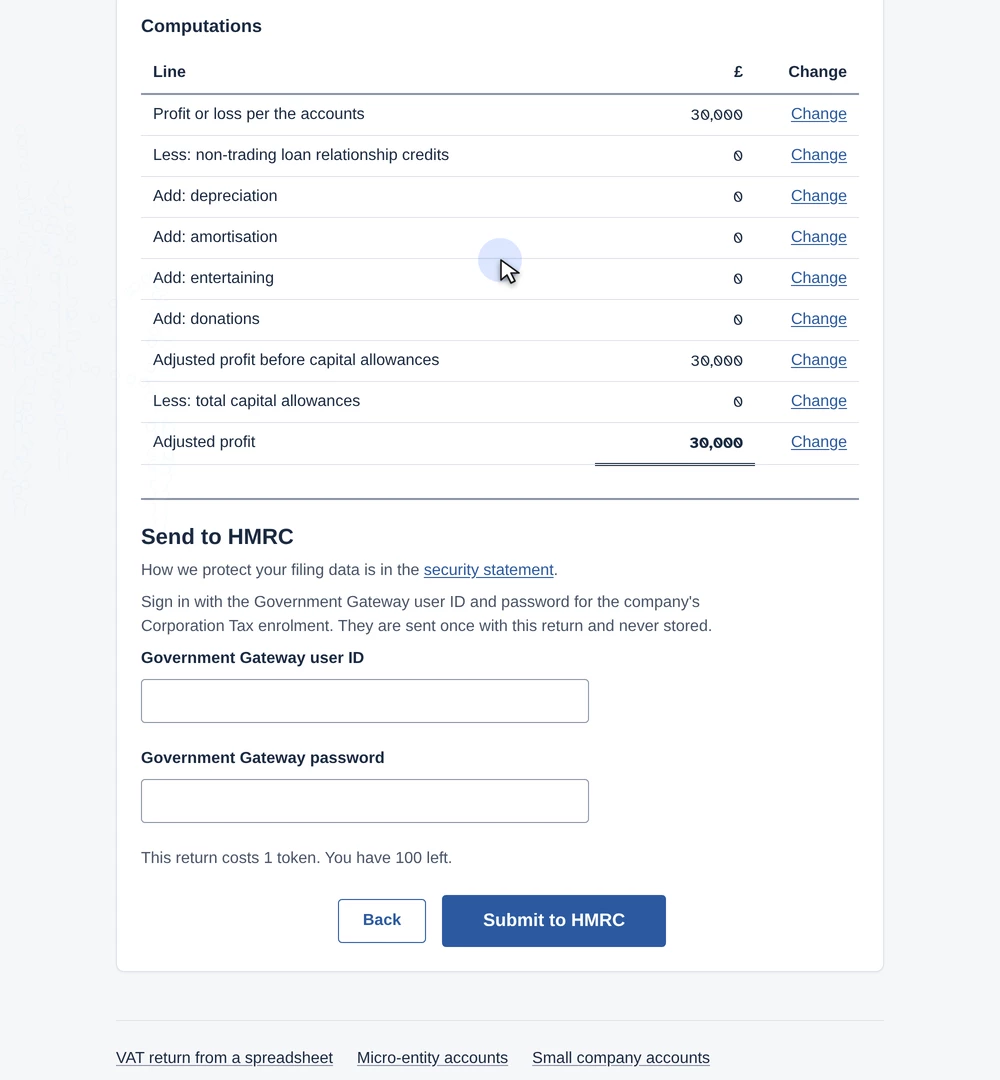 Computations
Line £ Change
Profit or loss per the accounts 30,000 Change
Less: non-trading loan relationship credits 0 Change
Add: depreciation 0 Change
Add: amortisation 0 Change
Add: entertaining 0 Change
Add: donations 0 Change
Adjusted profit before capital allowances 30,000 Change
Less: total capital allowances 0 Change
Adjusted profit 30,000 Change
Send to HMRC
How we protect your filing data is in the security statement.
Sign in with the Government Gateway user ID and password for the company's
Corporation Tax enrolment. They are sent once with this return and never stored.
Government Gateway user ID
Government Gateway password
This return costs 1 token. You have 100 left.
Back Submit to HMRC
VAT return from a spreadsheet Micro-entity accounts Small company accounts